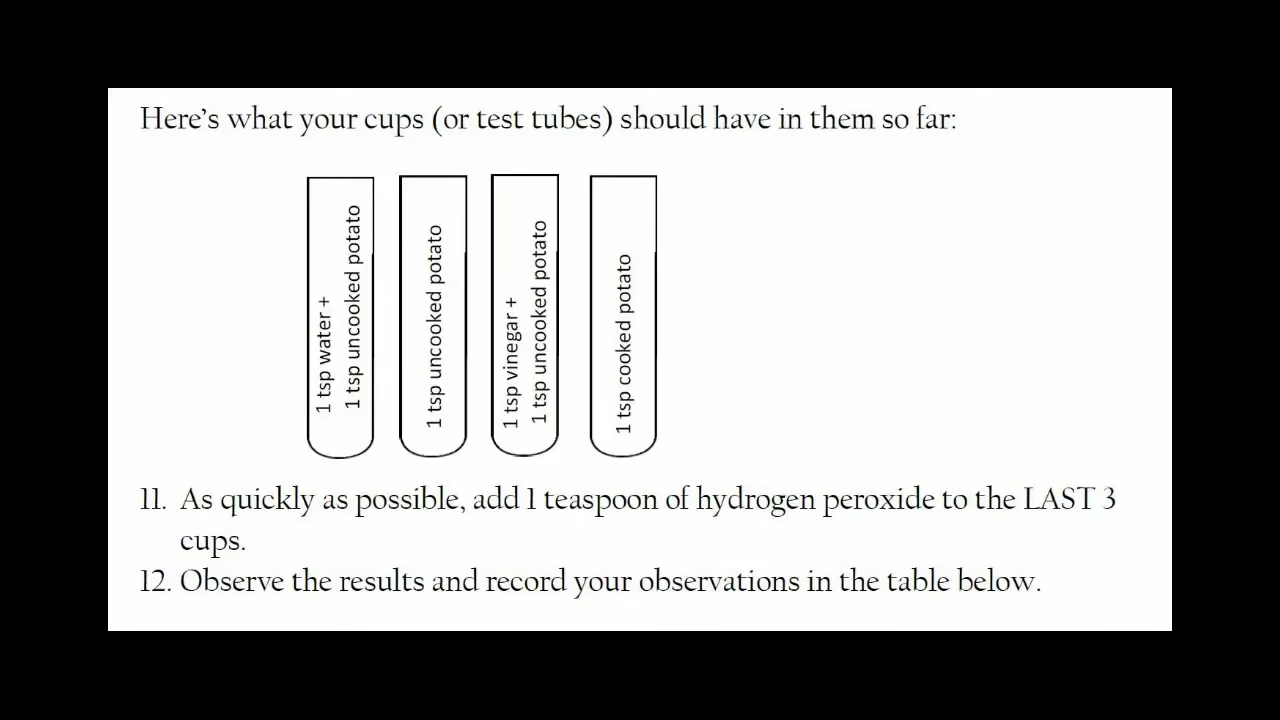 Here's what your cups (or test tubes) should have in them so far:
1 tsp water +
1 tsp uncooked potato
1 tsp uncooked potato
1 tsp vinegar +
1 tsp uncooked potato
1 tsp cooked potato
11. As quickly as possible, add 1 teaspoon of hydrogen peroxide to the LAST 3
cups.
12. Observe the results and record your observations in the table below.